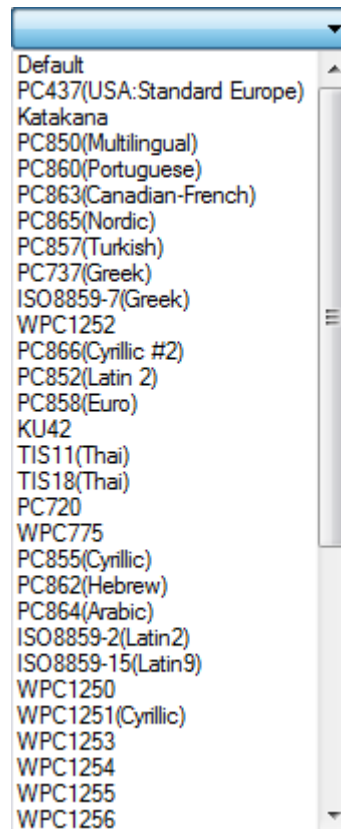 Default
PC437(USA:Standard Europe)
Katakana
PC850(Multilingual)
PC860(Portuguese)
PC863(Canadian-French)
PC865(Nordic)
PC857(Turkish)
PC737(Greek)
ISO8859-7(Greek)
WPC1252
PC866(Cyrillic #2)
PC852(Latin 2)
PC858(Euro)
KU42
TIS11(Thai)
TIS18(Thai)
PC720
WPC775
PC855(Cyrillic)
PC862(Hebrew)
PC864(Arabic)
ISO8859-2(Latin2)
ISO8859-15(Latin9)
WPC1250
WPC1251(Cyrillic)
WPC1253
WPC1254
WPC1255
WPC1256